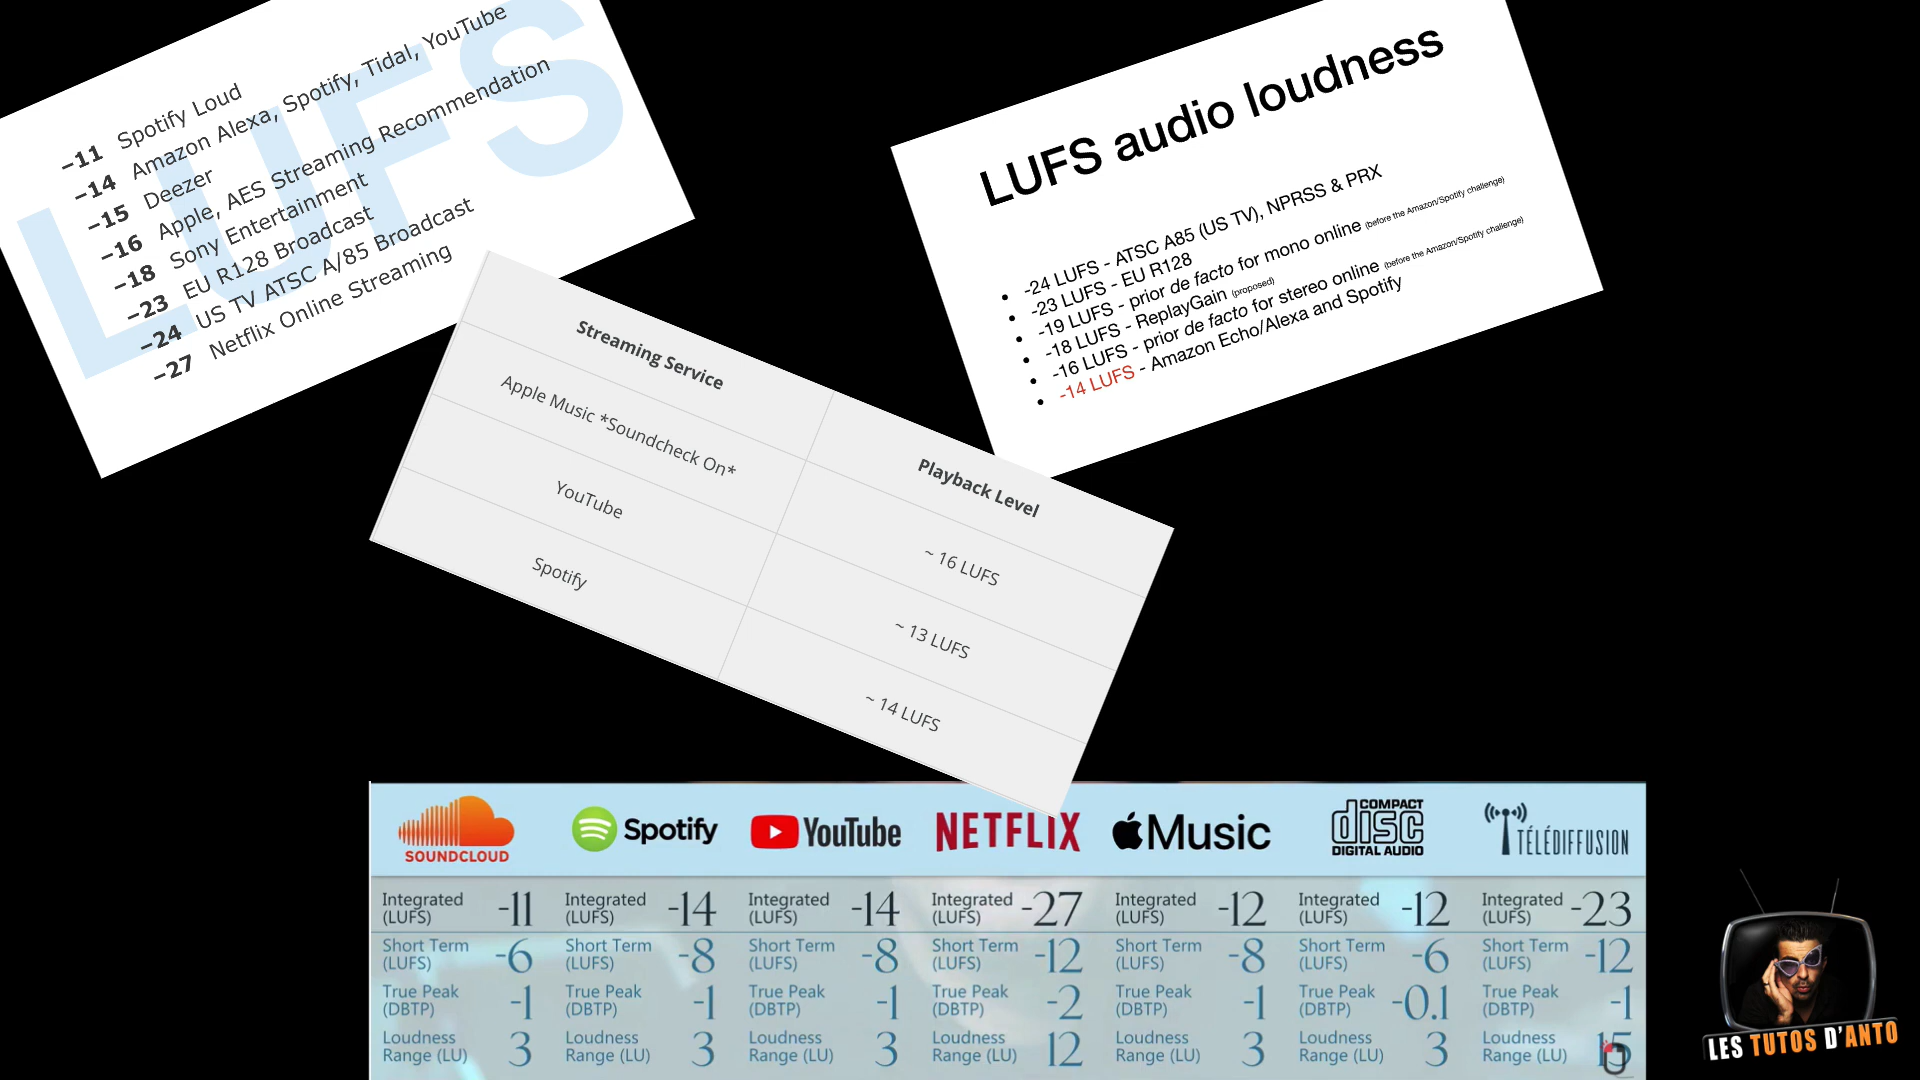 LUFS
-11 Spotify Loud
-14 Amazon Alexa, Spotify, Tidal, YouTube
-15 Deezer
-16 Apple, AES Streaming Recommendation
-18 Sony Entertainment
-23 EU R128 Broadcast
-24 US TV ATSC A/85 Broadcast
-27 Netflix Online Streaming
LUFS audio loudness
• -24 LUFS - ATSC A85 (US TV), NPRSS & PRX
• -23 LUFS - EU R128
• -19 LUFS - prior de facto for mono online (before the Amazon/Spotify challenge)
• -18 LUFS - ReplayGain (proposed)
• -16 LUFS - prior de facto for stereo online (before the Amazon/Spotify challenge)
• -14 LUFS - Amazon Echo/Alexa and Spotify
Streaming Service Playback Level
Apple Music *Soundcheck On* ~ 16 LUFS
YouTube ~ 13 LUFS
Spotify ~ 14 LUFS
SOUNDCLOUD Spotify YouTube NETFLIX Music COMPACT disc DIGITAL AUDIO TÉLÉDIFFUSION
Integrated (LUFS) -11 Integrated (LUFS) -14 Integrated (LUFS) -14 Integrated (LUFS) -27 Integrated (LUFS) -12 Integrated (LUFS) -12 Integrated (LUFS) -23
Short Term (LUFS) -6 Short Term (LUFS) -8 Short Term (LUFS) -8 Short Term (LUFS) -12 Short Term (LUFS) -8 Short Term (LUFS) -6 Short Term (LUFS) -12
True Peak (DBTP) -1 True Peak (DBTP) -1 True Peak (DBTP) -1 True Peak (DBTP) -2 True Peak (DBTP) -1 True Peak (DBTP) -0.1 True Peak (DBTP) -1
Loudness Range (LU) 3 Loudness Range (LU) 3 Loudness Range (LU) 3 Loudness Range (LU) 12 Loudness Range (LU) 3 Loudness Range (LU) 3 Loudness Range (LU) 15
LES TUTOS D'ANTO